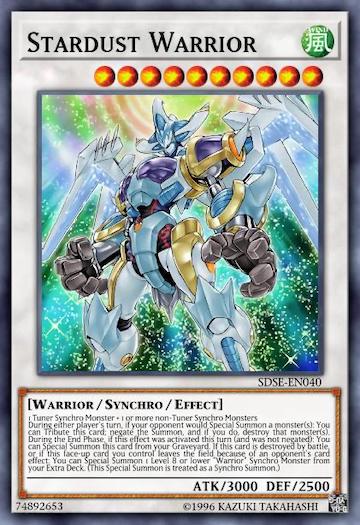 STARDUST WARRIOR
WIND
風
SDSE-EN040
[WARRIOR / SYNCHRO / EFFECT]
1 Tuner Synchro Monster + 1 or more non-Tuner Synchro Monsters
During either player's turn, if your opponent would Special Summon a monster(s): You
can Tribute this card; negate the Summon, and if you do, destroy that monster(s).
During the End Phase, if this effect was activated this turn (and was not negated): You
can Special Summon this card from your Graveyard. If this card is destroyed by battle,
or if this face-up card you control leaves the field because of an opponent's card
effect: You can Special Summon 1 Level 8 or lower "Warrior" Synchro Monster from
your Extra Deck. (This Special Summon is treated as a Synchro Summon.)
ATK/3000 DEF/2500
74892653
©1996 KAZUKI TAKAHASHI